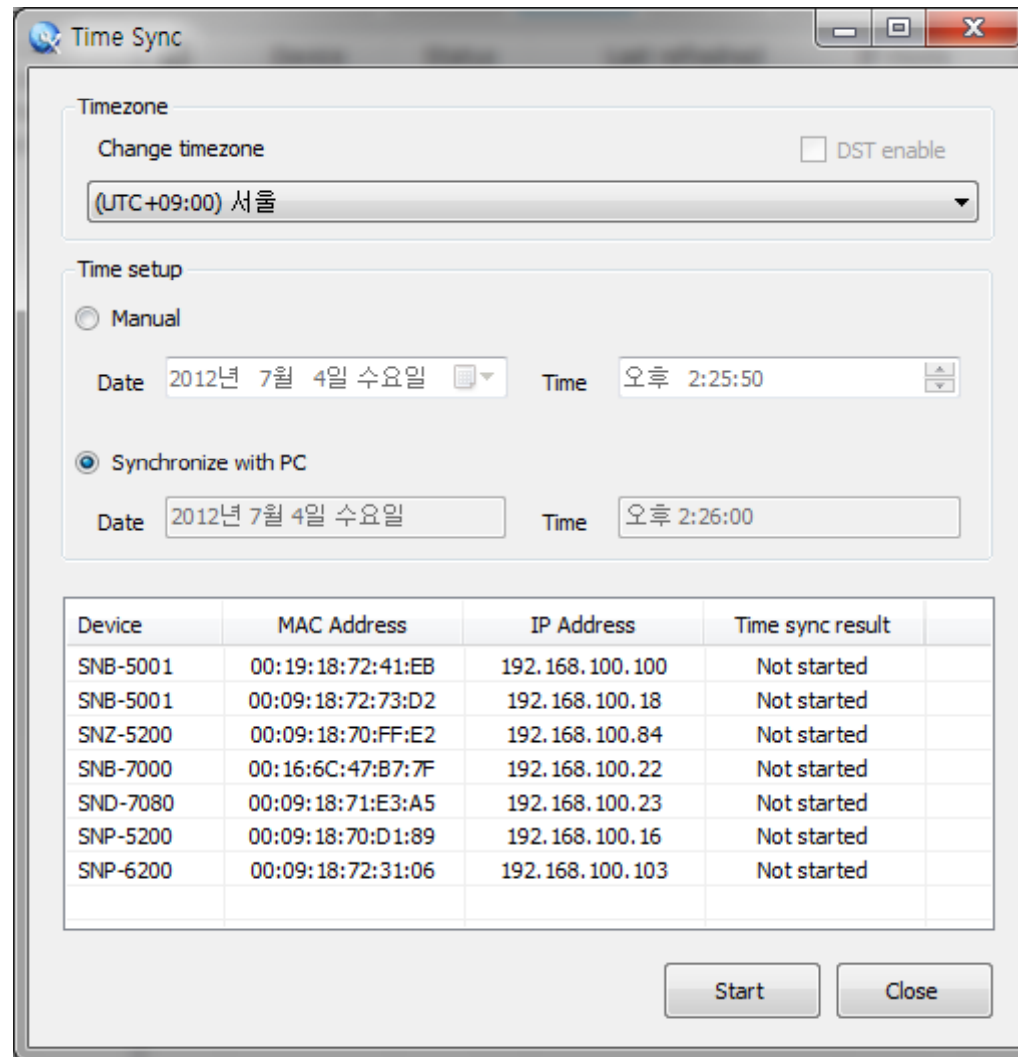 Time Sync
Timezone
Change timezone DST enable
(UTC+09:00) 서울
Time setup
Manual
Date 2012년 7월 4일 수요일 Time 오후 2:25:50
Synchronize with PC
Date 2012년 7월 4일 수요일 Time 오후 2:26:00
Device MAC Address IP Address Time sync result
SNB-5001 00:19:18:72:41:EB 192.168.100.100 Not started
SNB-5001 00:09:18:72:73:D2 192.168.100.18 Not started
SNZ-5200 00:09:18:70:FF:E2 192.168.100.84 Not started
SNB-7000 00:16:6C:47:B7:7F 192.168.100.22 Not started
SND-7080 00:09:18:71:E3:A5 192.168.100.23 Not started
SNP-5200 00:09:18:70:D1:89 192.168.100.16 Not started
SNP-6200 00:09:18:72:31:06 192.168.100.103 Not started
Start Close